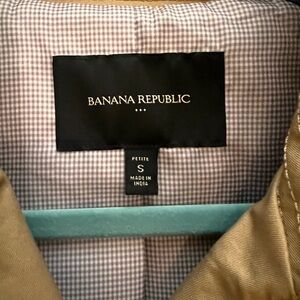 BANANA REPUBLIC
PETITE
S
MADE IN
INDIA